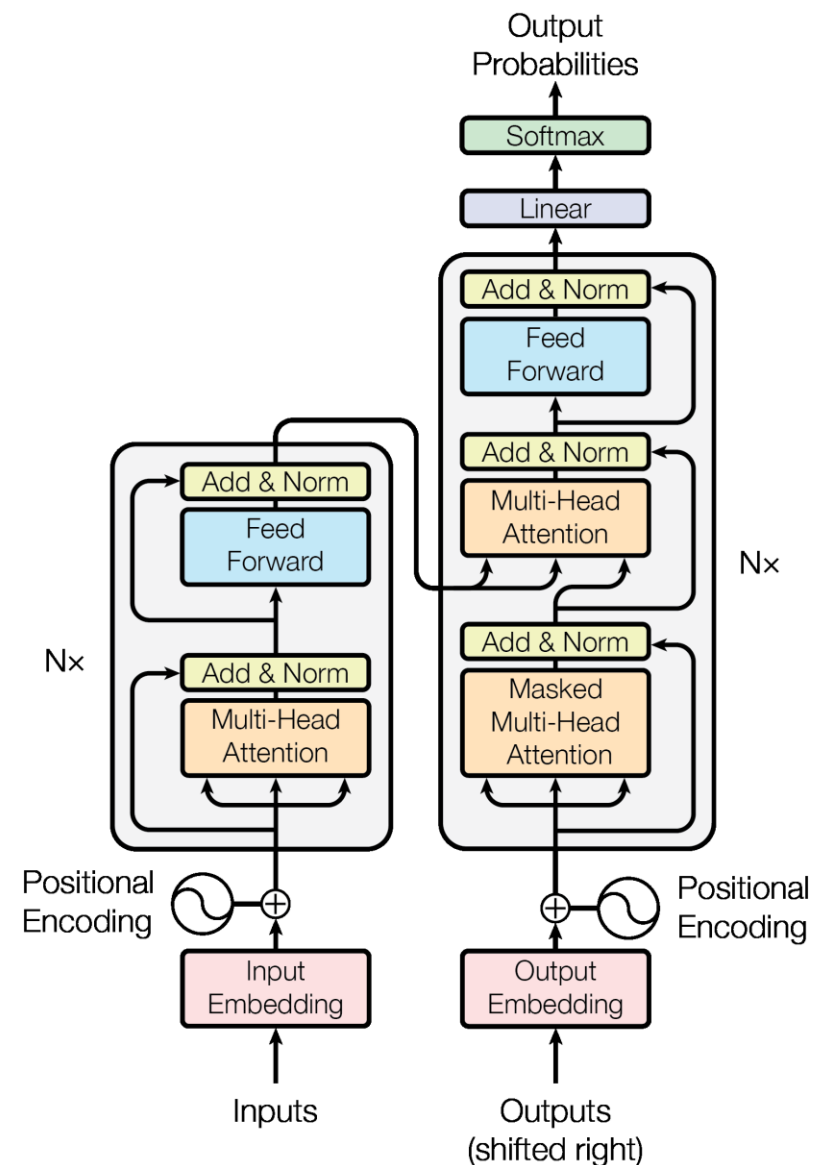 Output
Probabilities
Softmax
Linear
Add & Norm
Feed
Forward
Add & Norm
Multi-Head
Attention
Add & Norm
Masked
Multi-Head
Attention
N×
Add & Norm
Feed
Forward
Add & Norm
Multi-Head
Attention
N×
Positional
Encoding
Positional
Encoding
Input
Embedding
Output
Embedding
Inputs
Outputs
(shifted right)